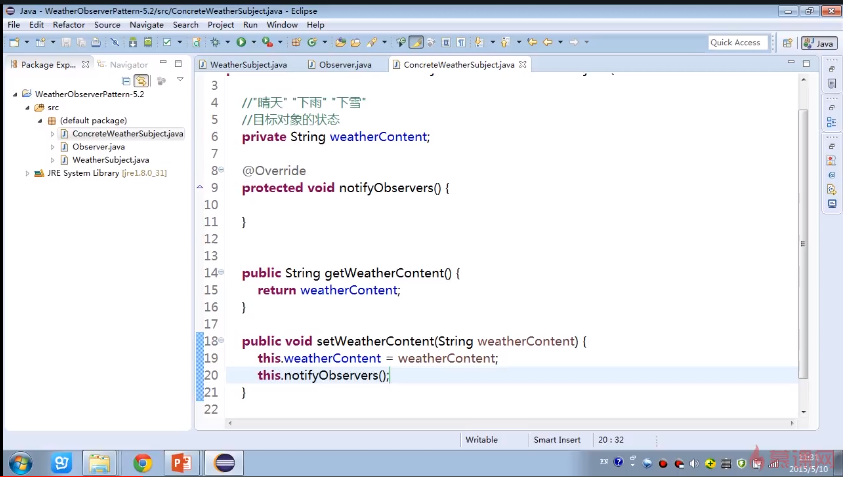 Java - WeatherObserverPattern-5.2/src/ConcreteWeatherSubject.java - Eclipse
File Edit Refactor Source Navigate Search Project Run Window Help
Quick Access
Java
Package Exp...
Navigator
WeatherSubject.java
Observer.java
ConcreteWeatherSubject.java
WeatherObserverPattern-5.2
src
(default package)
ConcreteWeatherSubject.java
Observer.java
WeatherSubject.java
JRE System Library [jre1.8.0_31]
3
4 //"晴天" "下雨" "下雪"
5 //目标对象的状态
6 private String weatherContent;
7
8 @Override
9 protected void notifyObservers() {
10
11 }
12
13
14 public String getWeatherContent() {
15 return weatherContent;
16 }
17
18 public void setWeatherContent(String weatherContent) {
19 this.weatherContent = weatherContent;
20 this.notifyObservers();
21 }
22
Writable
Smart Insert
20 : 32
11:31
2015/5/10
慕课网